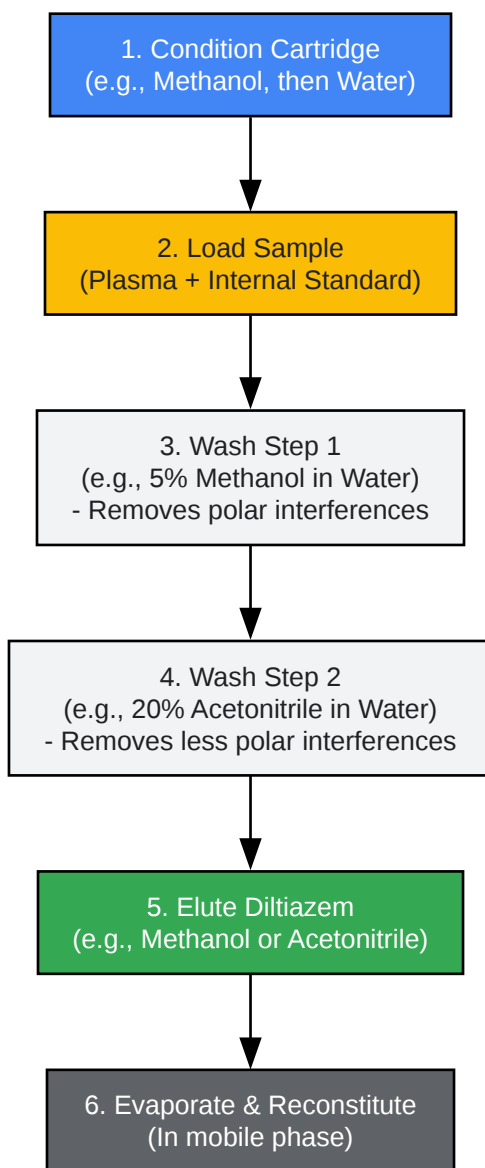 1. Condition Cartridge
(e.g., Methanol, then Water)
2. Load Sample
(Plasma + Internal Standard)
3. Wash Step 1
(e.g., 5% Methanol in Water)
- Removes polar interferences
4. Wash Step 2
(e.g., 20% Acetonitrile in Water)
- Removes less polar interferences
5. Elute Diltiazem
(e.g., Methanol or Acetonitrile)
6. Evaporate & Reconstitute
(In mobile phase)